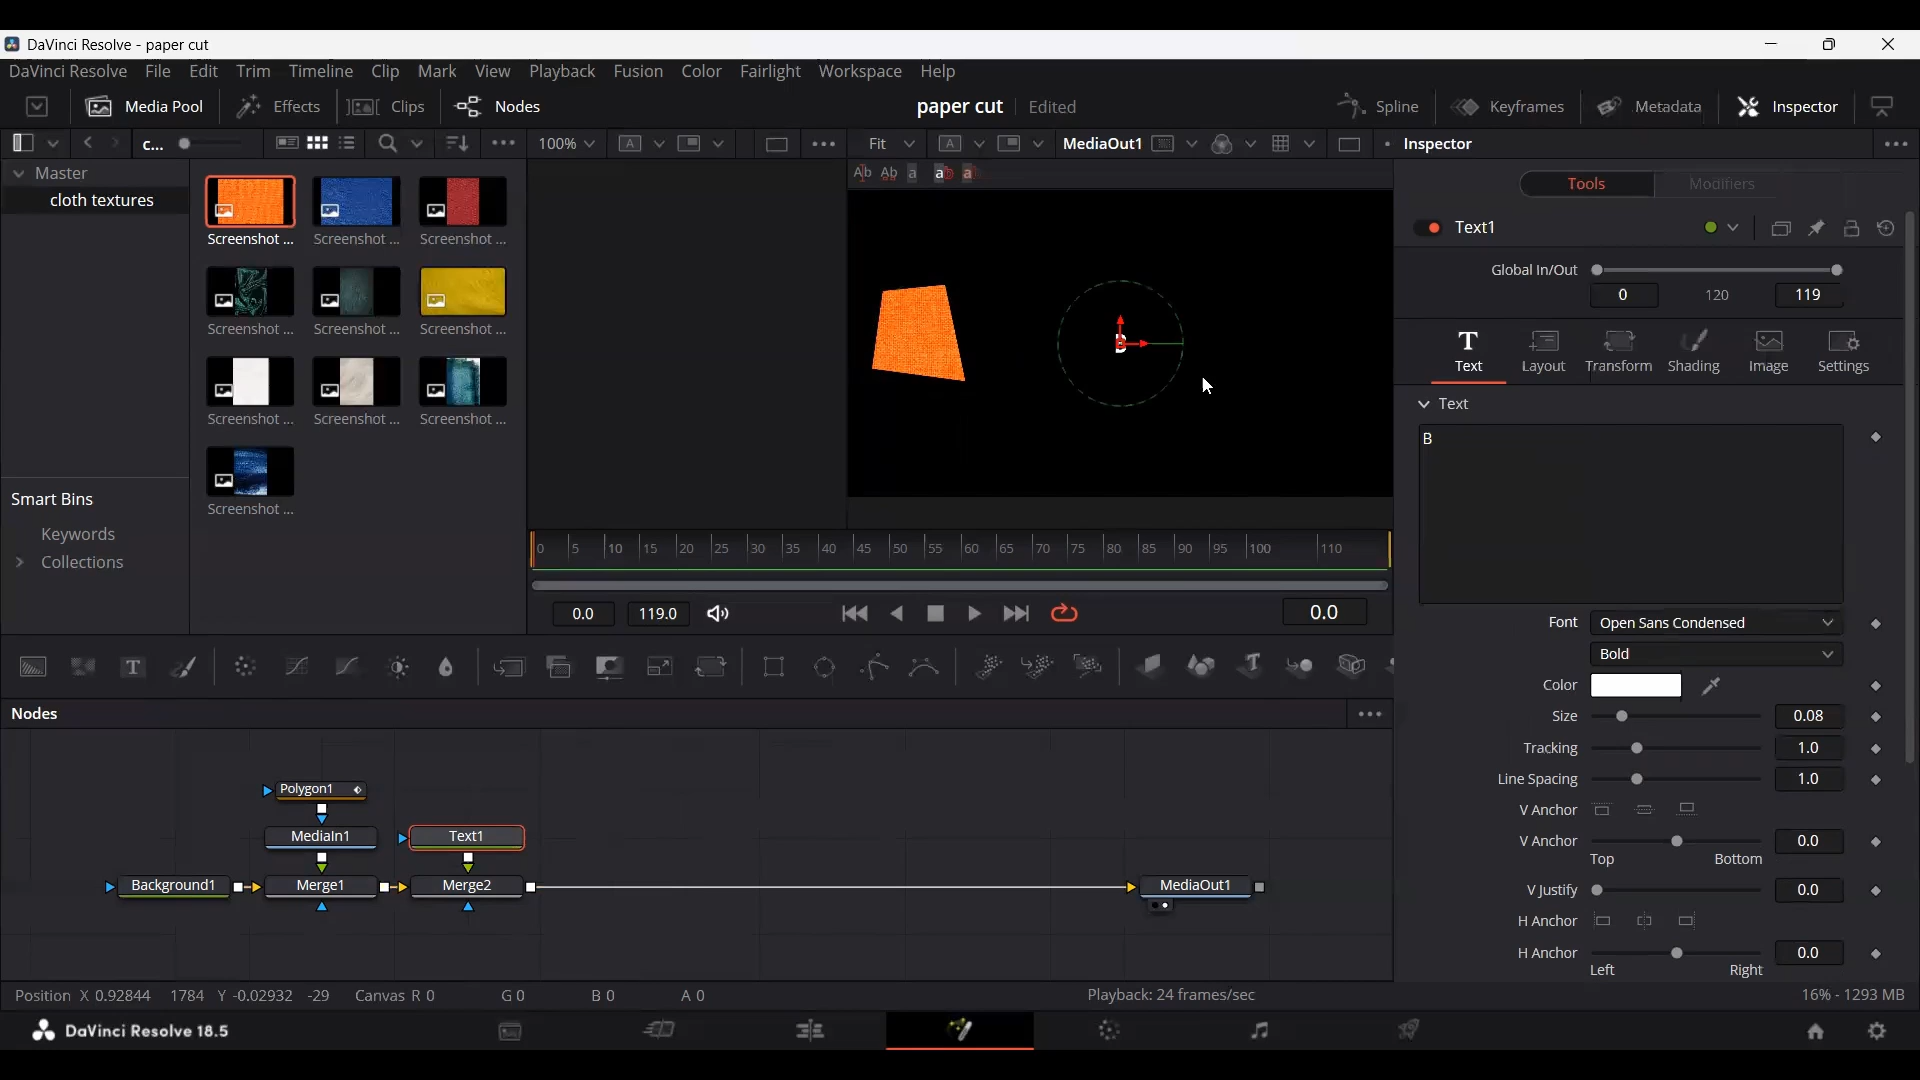 DaVinci Resolve - paper cut
DaVinci Resolve File Edit Trim Timeline Clip Mark View Playback Fusion Color Fairlight Workspace Help
Media Pool Effects Clips Nodes paper cut Edited Spline Keyframes Metadata Inspector
c... 100% A Fit A MediaOut1 Inspector
Master
cloth textures
Ab Ab a a a
Tools Modifiers
Screenshot ... Screenshot ... Screenshot ...
Text1
Global In/Out
0 120 119
Screenshot ... Screenshot ... Screenshot ...
B
Text Layout Transform Shading Image Settings
Text
Screenshot ... Screenshot ... Screenshot ...
B
Smart Bins
Screenshot ...
Keywords
Collections
0 5 10 15 20 25 30 35 40 45 50 55 60 65 70 75 80 85 90 95 100 110
0.0 119.0 0.0
Font Open Sans Condensed
Bold
Color
Size 0.08
Tracking 1.0
Line Spacing 1.0
V Anchor
V Anchor 0.0
Top Bottom
V Justify 0.0
H Anchor
H Anchor 0.0
Left Right
T T
Nodes
Polygon1
MediaIn1 Text1
Background1 Merge1 Merge2 MediaOut1
Position X 0.92844 1784 Y -0.02932 -29 Canvas R 0 G 0 B 0 A 0 Playback: 24 frames/sec 16% - 1293 MB
DaVinci Resolve 18.5